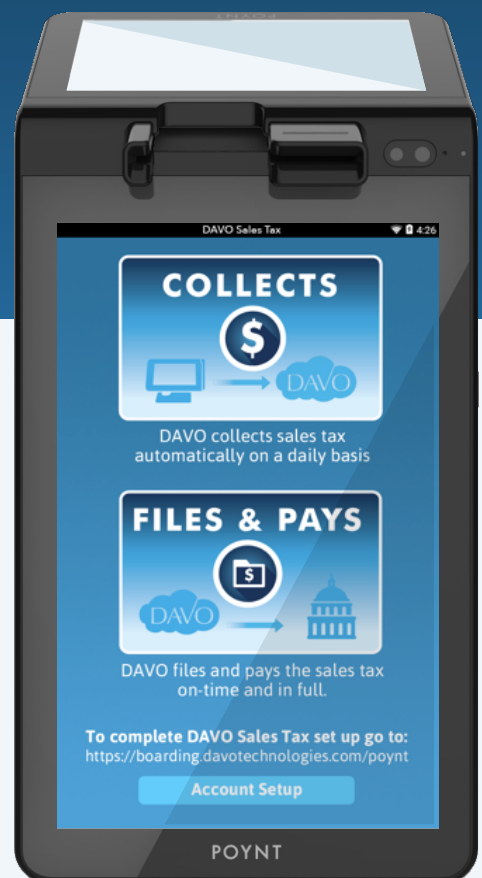 POYNT
DAVO Sales Tax 4:26
COLLECTS
$
DAVO
DAVO collects sales tax
automatically on a daily basis
FILES & PAYS
$
DAVO
DAVO files and pays the sales tax
on-time and in full.
To complete DAVO Sales Tax set up go to:
https://boarding.davotechnologies.com/poynt
Account Setup
POYNT